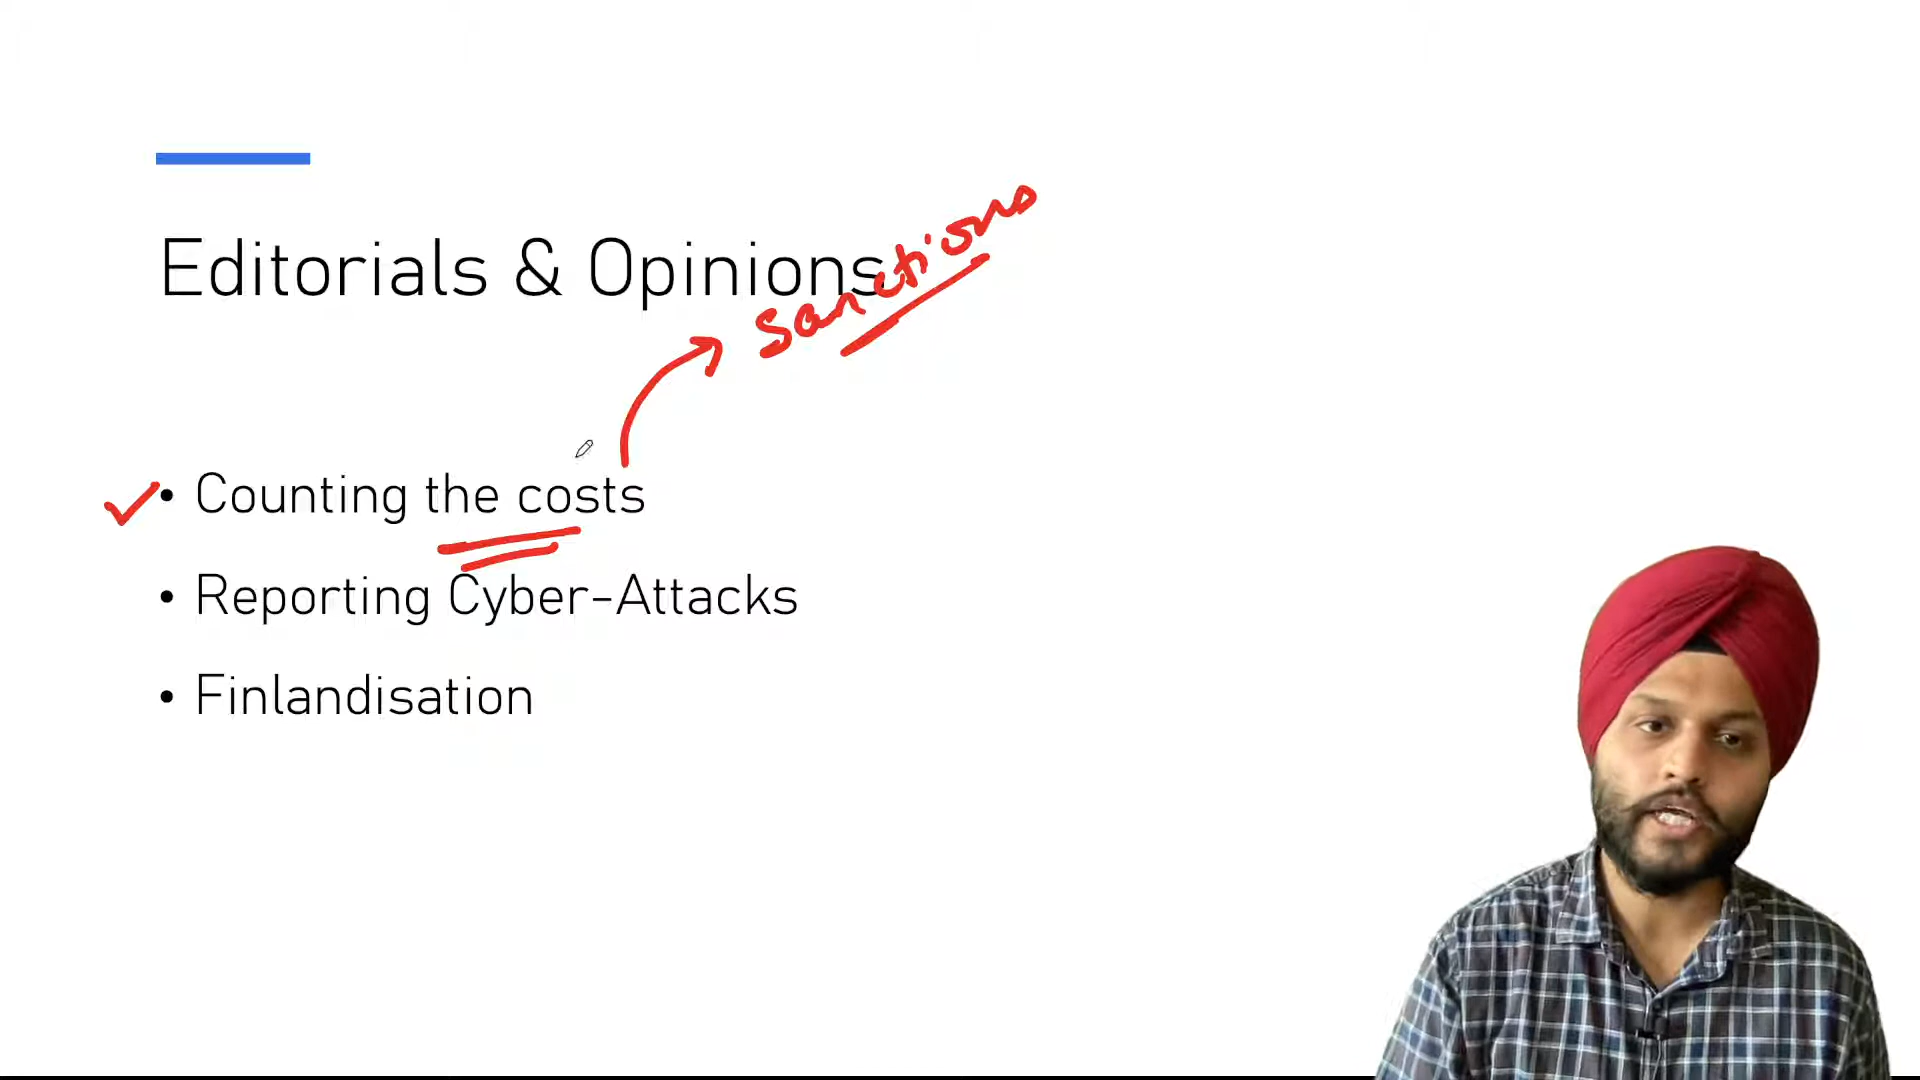 Editorials & Opinions
Sanctions
• Counting the costs
• Reporting Cyber-Attacks
• Finlandisation